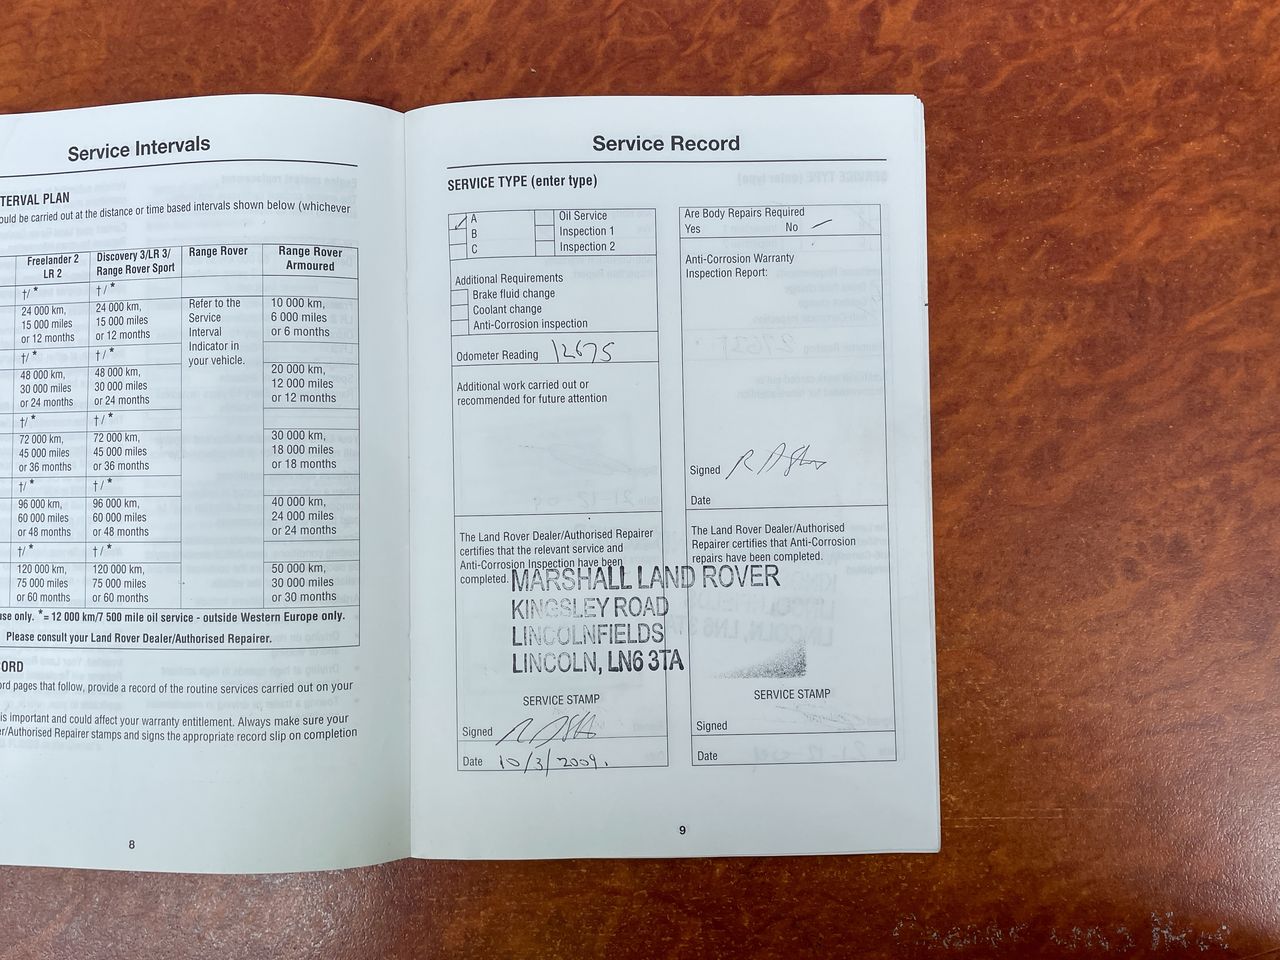 Service Intervals
TERVAL PLAN
ould be carried out at the distance or time based intervals shown below (whichever
Freelander 2
LR 2
Discovery 3/LR 3/
Range Rover Sport
Range Rover
Range Rover
Armoured
†/ *
†/ *
24 000 km,
15 000 miles
or 12 months
24 000 km,
15 000 miles
or 12 months
Refer to the
Service
Interval
Indicator in
your vehicle.
10 000 km,
6 000 miles
or 6 months
†/ *
†/ *
48 000 km,
30 000 miles
or 24 months
48 000 km,
30 000 miles
or 24 months
20 000 km,
12 000 miles
or 12 months
†/ *
†/ *
72 000 km,
45 000 miles
or 36 months
72 000 km,
45 000 miles
or 36 months
30 000 km,
18 000 miles
or 18 months
†/ *
†/ *
96 000 km,
60 000 miles
or 48 months
96 000 km,
60 000 miles
or 48 months
40 000 km,
24 000 miles
or 24 months
†/ *
†/ *
120 000 km,
75 000 miles
or 60 months
120 000 km,
75 000 miles
or 60 months
50 000 km,
30 000 miles
or 30 months
use only. *= 12 000 km/7 500 mile oil service - outside Western Europe only.
Please consult your Land Rover Dealer/Authorised Repairer.
ORD
ord pages that follow, provide a record of the routine services carried out on your
is important and could affect your warranty entitlement. Always make sure your
er/Authorised Repairer stamps and signs the appropriate record slip on completion
8
Service Record
SERVICE TYPE (enter type)
A
B
C
Oil Service
Inspection 1
Inspection 2
Additional Requirements
Brake fluid change
Coolant change
Anti-Corrosion inspection
Odometer Reading 12675
Additional work carried out or
recommended for future attention
The Land Rover Dealer/Authorised Repairer
certifies that the relevant service and
Anti-Corrosion Inspection have been
completed.
MARSHALL LAND ROVER
KINGSLEY ROAD
LINCOLNFIELDS
LINCOLN, LN6 3TA
SERVICE STAMP
Signed
Date 10/3/2009.
Are Body Repairs Required
Yes No
Anti-Corrosion Warranty
Inspection Report:
Signed
Date
The Land Rover Dealer/Authorised
Repairer certifies that Anti-Corrosion
repairs have been completed.
SERVICE STAMP
Signed
Date
9